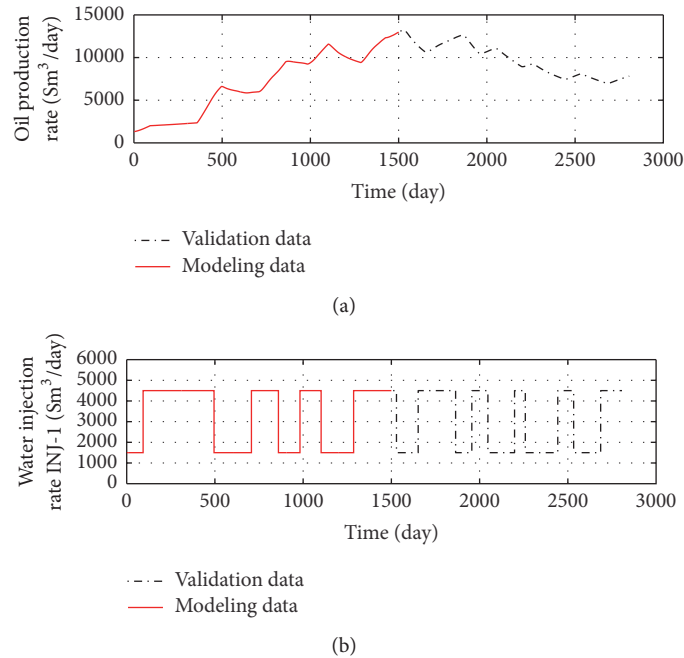 15000
10000
5000
0
Oil production
rate (Sm³/day)
0 500 1000 1500 2000 2500 3000
Time (day)
Validation data
Modeling data
(a)
6000
5000
4000
3000
2000
1000
0
Water injection
rate INJ-1 (Sm³/day)
0 500 1000 1500 2000 2500 3000
Time (day)
Validation data
Modeling data
(b)